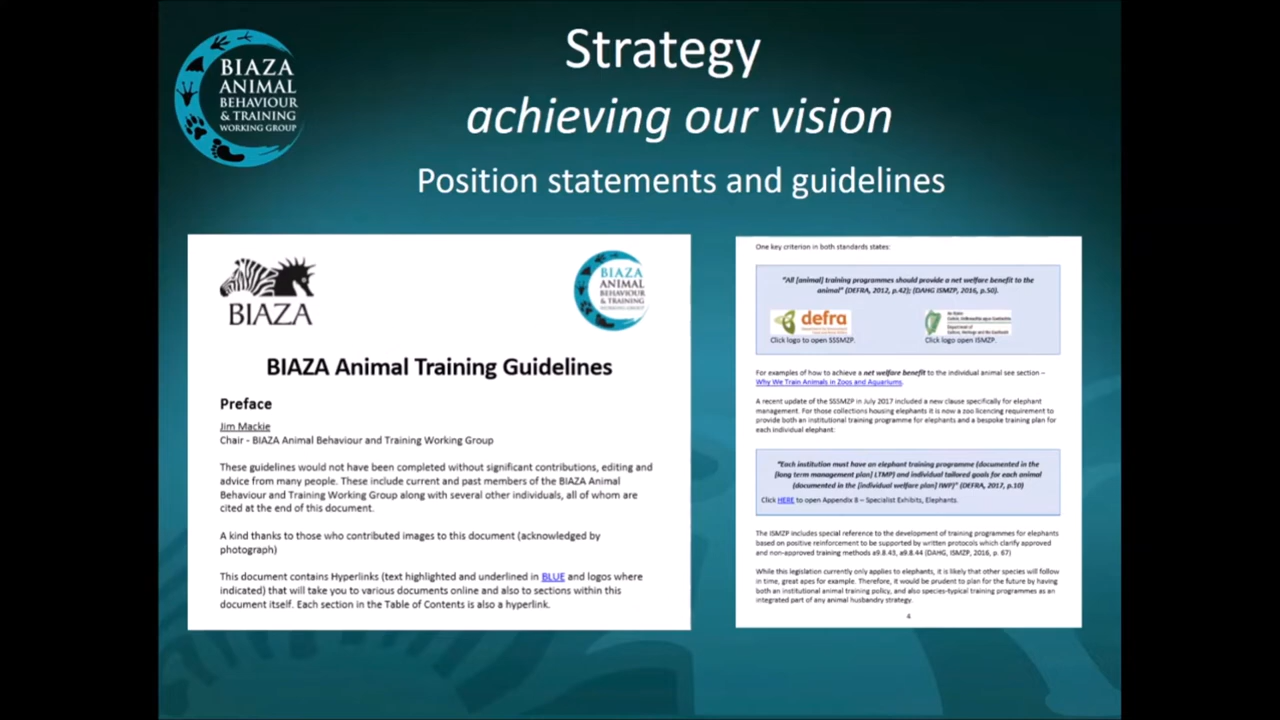 BIAZA
ANIMAL
BEHAVIOUR
& TRAINING
WORKING GROUP
Strategy
achieving our vision
Position statements and guidelines
BIAZA
BIAZA
ANIMAL
BEHAVIOUR
& TRAINING
WORKING GROUP
BIAZA Animal Training Guidelines
Preface
Jim Mackie
Chair - BIAZA Animal Behaviour and Training Working Group
These guidelines would not have been completed without significant contributions, editing and
advice from many people. These include current and past members of the BIAZA Animal
Behaviour and Training Working Group along with several other individuals, all of whom are
cited at the end of this document.
A kind thanks to those who contributed images to this document (acknowledged by
photograph)
This document contains Hyperlinks (text highlighted and underlined in BLUE and logos where
indicated) that will take you to various documents online and also to sections within this
document itself. Each section in the Table of Contents is also a hyperlink.
One key criterion in both standards states:
"All [animal] training programmes should provide a net welfare benefit to the
animal" (DEFRA, 2012, p.42); (DAHG ISMZP, 2016, p.50).
defra
Click logo to open SSSMZP.
Click logo open ISMZP.
For examples of how to achieve a net welfare benefit to the individual animal see section –
Why We Train Animals in Zoos and Aquariums.
A recent update of the SSSMZP in July 2017 included a new clause specifically for elephant
management. For those collections housing elephants it is now a zoo licencing requirement to
provide both an institutional training programme for elephants and a bespoke training plan for
each individual elephant:
"Each institution must have an elephant training programme (documented in the
[long term management plan] LTMP) and individual tailored goals for each animal
(documented in the [individual welfare plan] IWP)" (DEFRA, 2017, p.10)
Click HERE to open Appendix 8 – Specialist Exhibits, Elephants.
The ISMZP includes special reference to the development of training programmes for elephants
based on positive reinforcement to be supported by written protocols which clarify approved
and non-approved training methods a9.8.43, a9.8.44 (DAHG, ISMZP, 2016, p. 67)
While this legislation currently only applies to elephants, it is likely that other species will follow
in time, great apes for example. Therefore, it would be prudent to plan for the future by having
both an institutional animal training policy, and also species-typical training programmes as an
integrated part of any animal husbandry strategy.
4